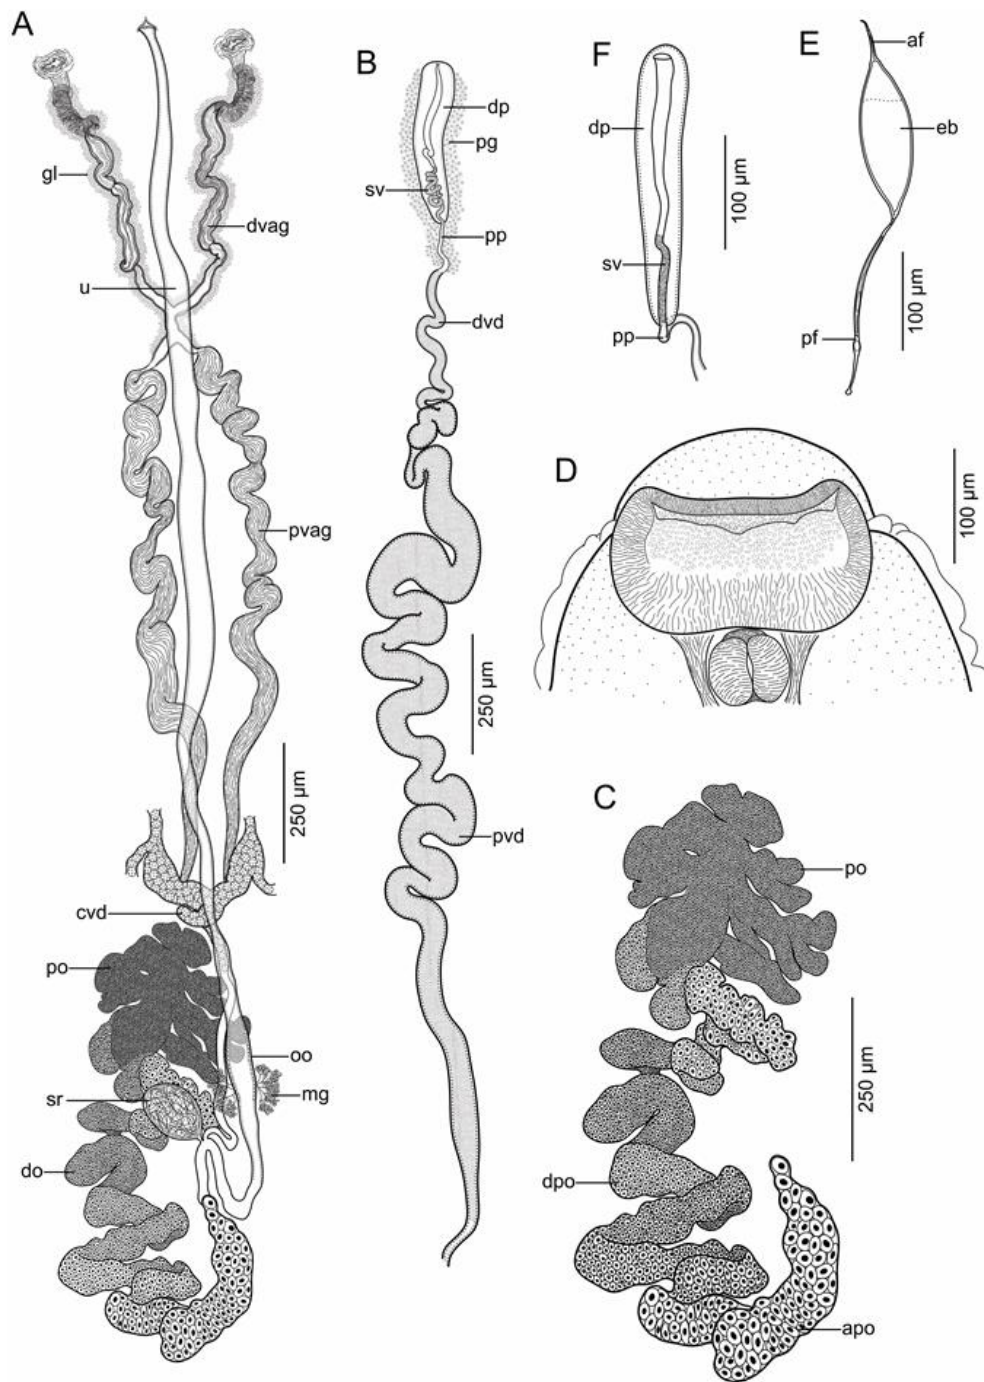 A
gl
dvag
u
pvag
250 µm
cvd
po
oo
sr
mg
do
B
dp
pg
sv
pp
dvd
250 µm
pvd
F
dp
100 µm
sv
pp
E
af
eb
100 µm
pf
D
100 µm
C
po
250 µm
dpo
apo